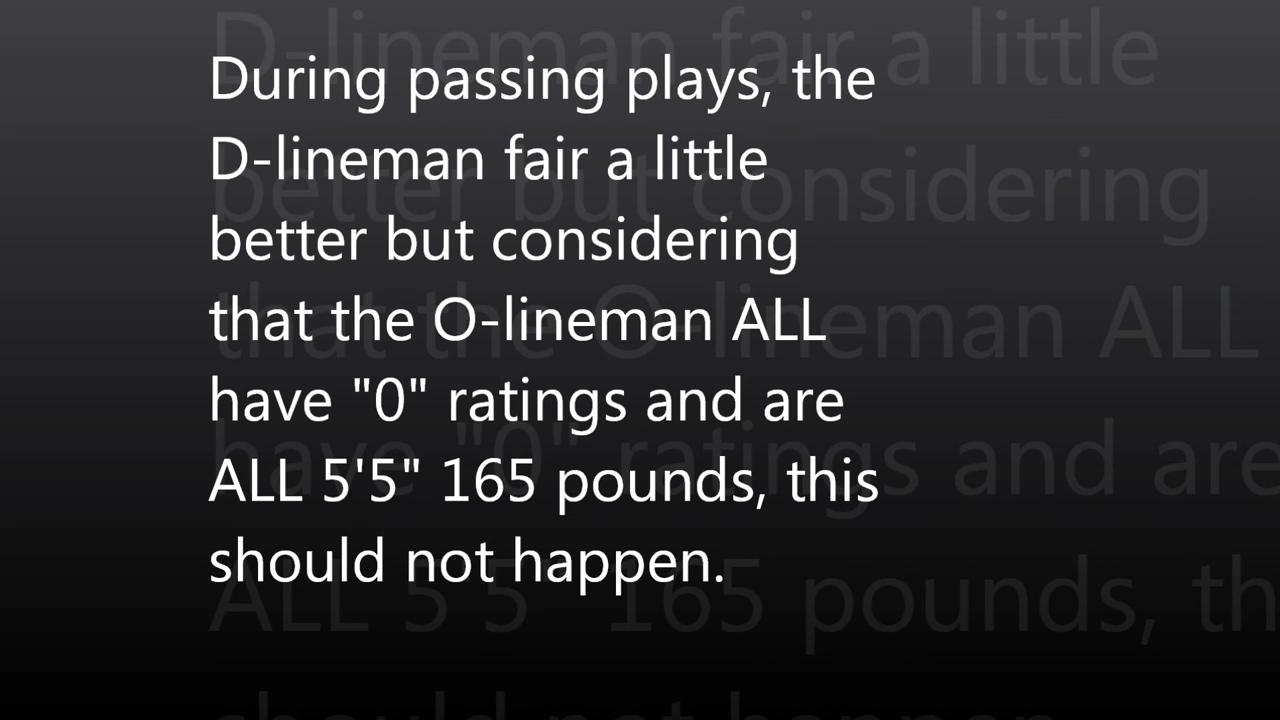 During passing plays, the
D-lineman fair a little
better but considering
that the O-lineman ALL
have "0" ratings and are
ALL 5'5" 165 pounds, this
should not happen.